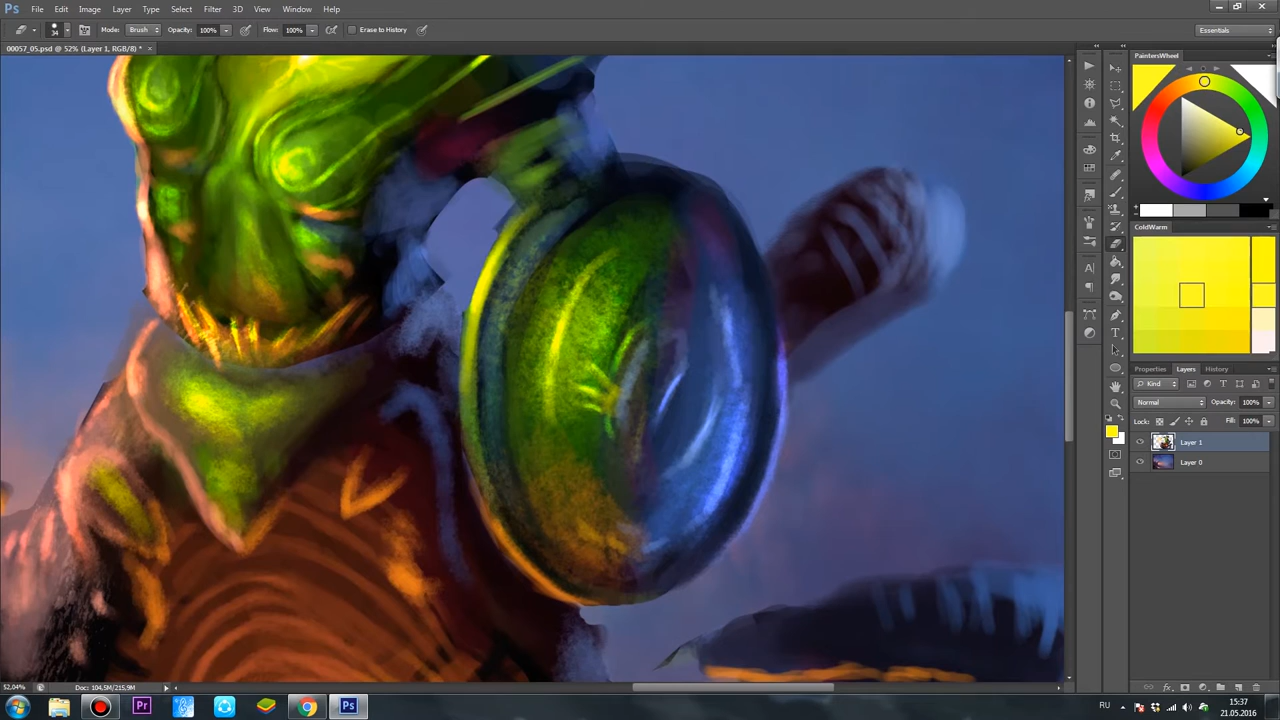 Ps File Edit Image Layer Type Select Filter 3D View Window Help
34 Mode: Brush Opacity: 100% Flow: 100% Erase to History Essentials
00057_05.psd @ 52% (Layer 1, RGB/8) * ×
PaintersWheel
ColdWarm
Properties Layers History
Kind
Normal Opacity: 100%
Lock: Fill: 100%
Layer 1
Layer 0
52,04% Doc: 104,5M/215,9M
Pr Ps RU 15:37
21.05.2016